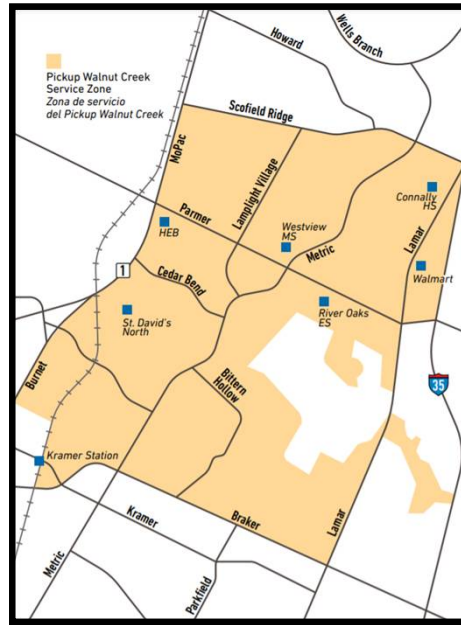 Pickup Walnut Creek
Service Zone
Zona de servicio
del Pickup Walnut Creek
Howard
Wells Branch
Scofield Ridge
MoPac
Lamplight Village
Connally
HS
Parmer
HEB
Westview
MS
Metric
Lamar
Walmart
1
Cedar Bend
St. David's
North
River Oaks
ES
Burnet
Bittern
Hollow
35
Kramer Station
Kramer
Braker
Lamar
Metric
Parkfield